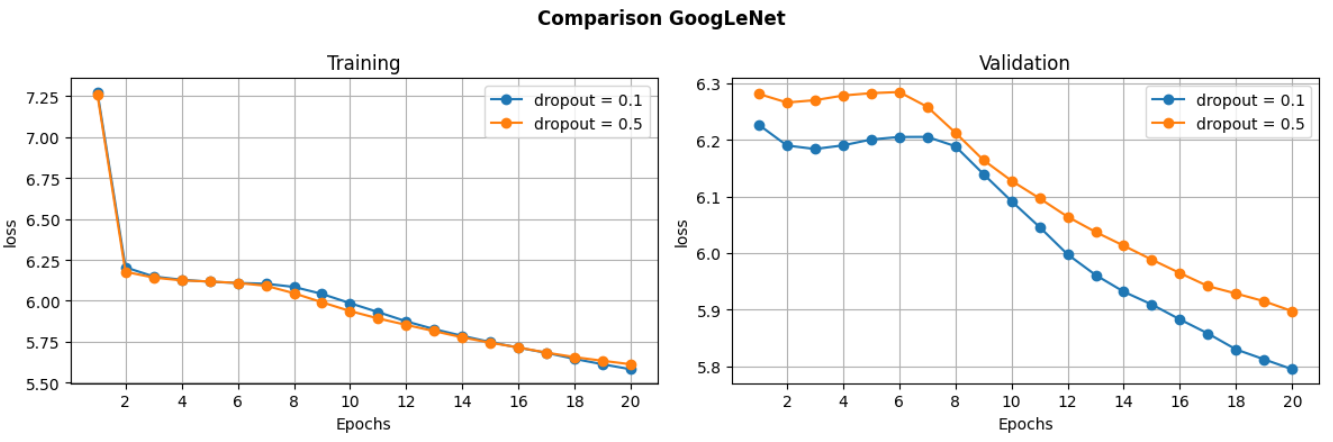 Comparison GoogLeNet
Training
dropout = 0.1
dropout = 0.5
7.25
7.00
6.75
6.50
6.25
6.00
5.75
5.50
loss
2 4 6 8 10 12 14 16 18 20
Epochs
Validation
dropout = 0.1
dropout = 0.5
6.3
6.2
6.1
6.0
5.9
5.8
loss
2 4 6 8 10 12 14 16 18 20
Epochs